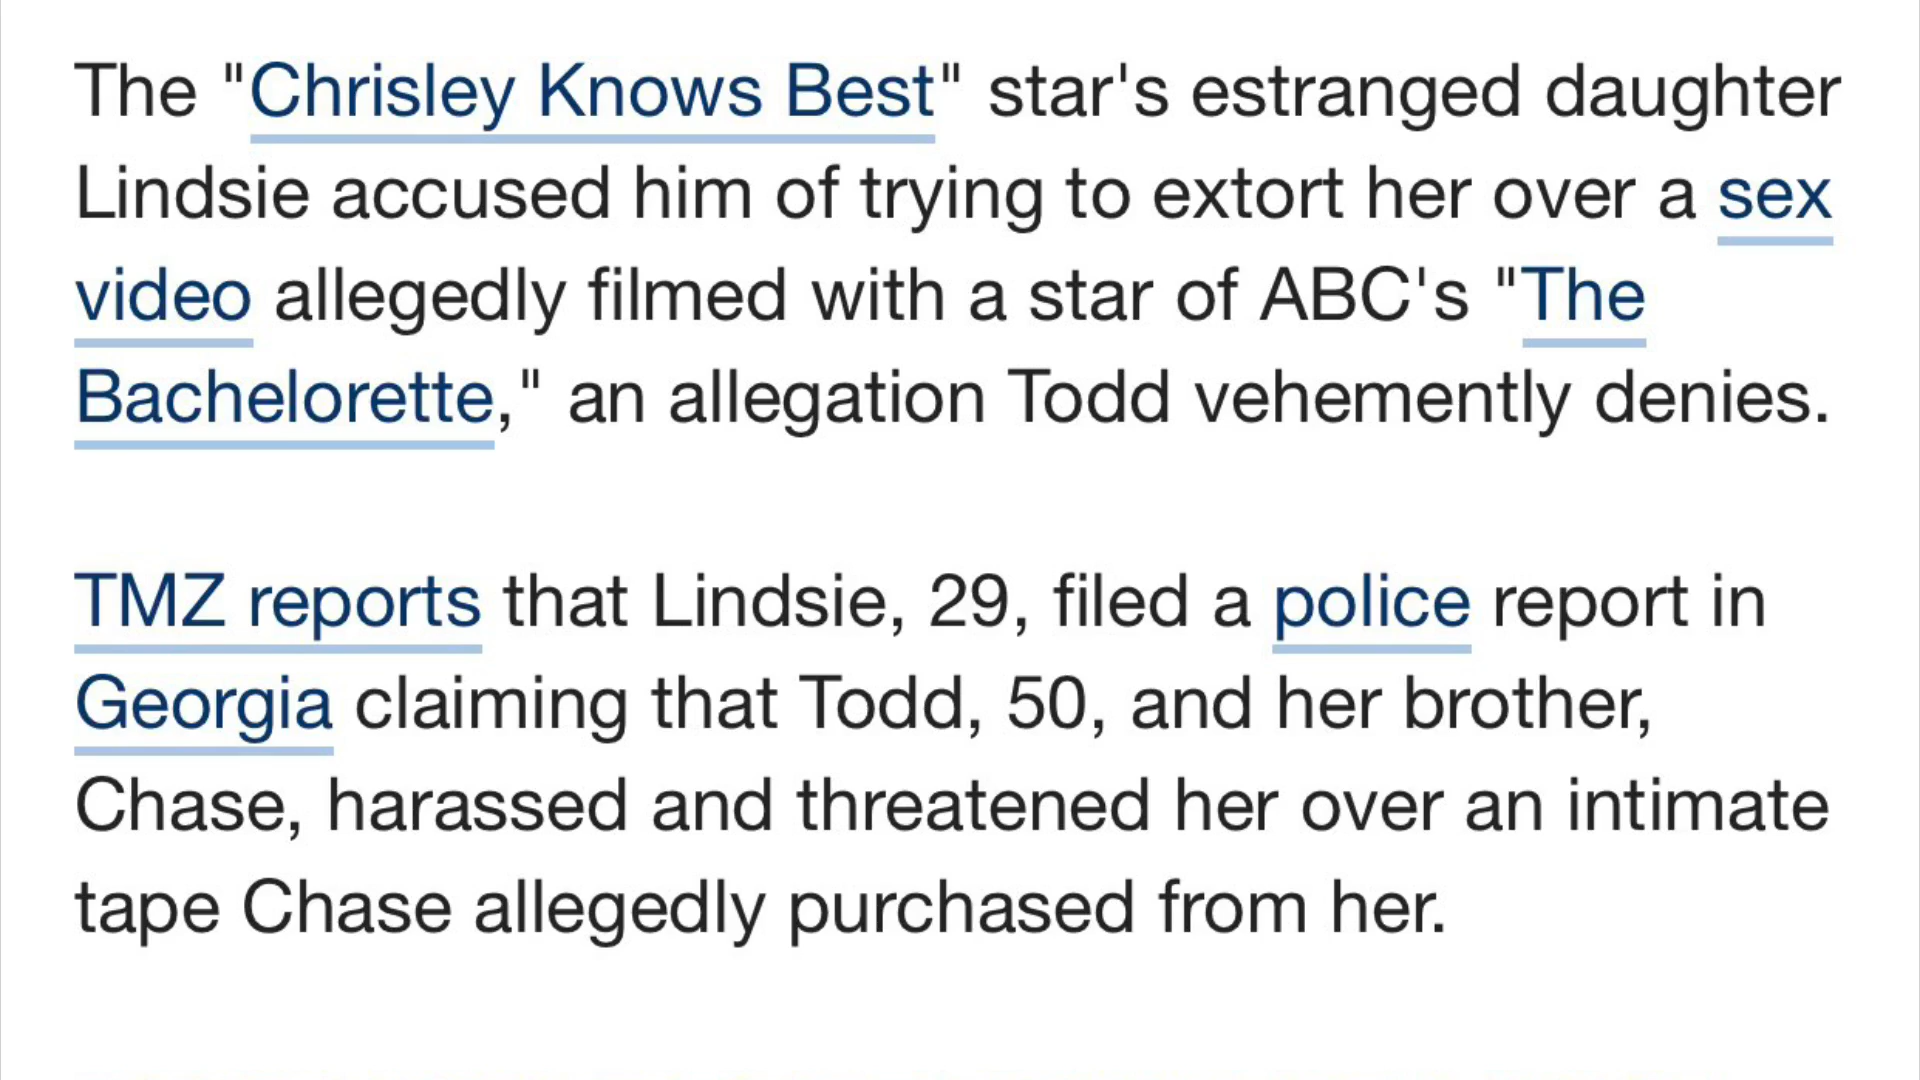 The "Chrisley Knows Best" star's estranged daughter
Lindsie accused him of trying to extort her over a sex
video allegedly filmed with a star of ABC's "The
Bachelorette," an allegation Todd vehemently denies.
TMZ reports that Lindsie, 29, filed a police report in
Georgia claiming that Todd, 50, and her brother,
Chase, harassed and threatened her over an intimate
tape Chase allegedly purchased from her.